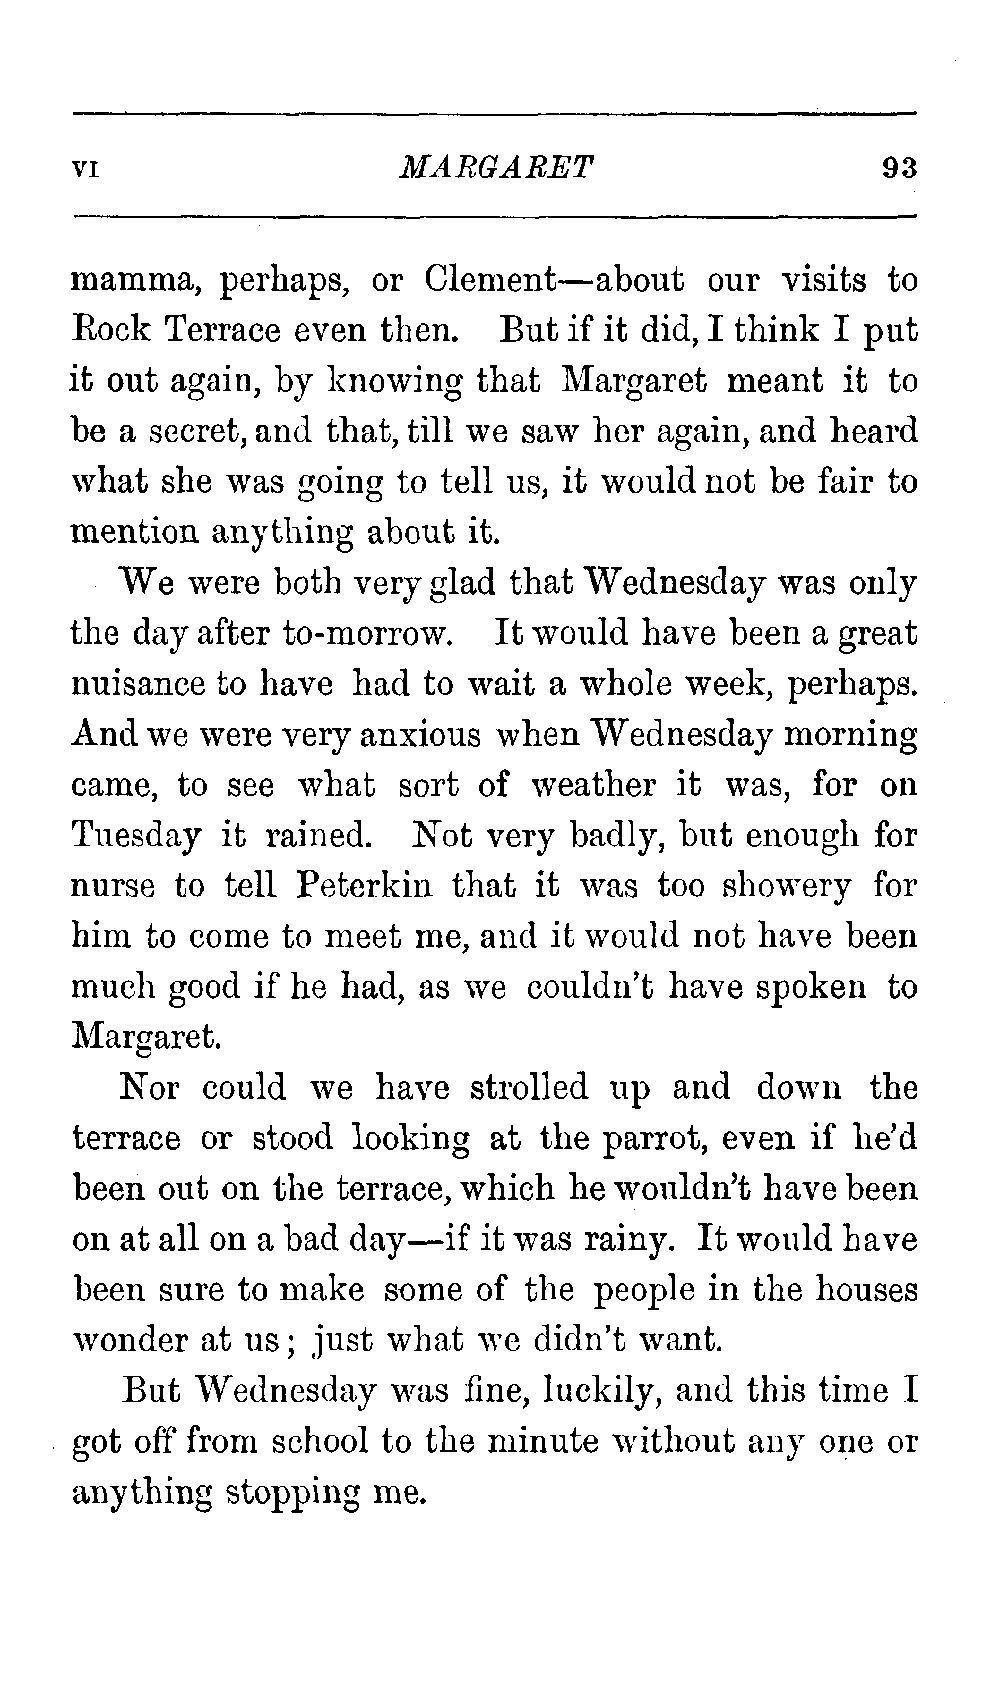 VI MARGARET 93
mamma, perhaps, or Clement—about our visits to
Rock Terrace even then. But if it did, I think I put
it out again, by knowing that Margaret meant it to
be a secret, and that, till we saw her again, and heard
what she was going to tell us, it would not be fair to
mention anything about it.
We were both very glad that Wednesday was only
the day after to-morrow. It would have been a great
nuisance to have had to wait a whole week, perhaps.
And we were very anxious when Wednesday morning
came, to see what sort of weather it was, for on
Tuesday it rained. Not very badly, but enough for
nurse to tell Peterkin that it was too showery for
him to come to meet me, and it would not have been
much good if he had, as we couldn't have spoken to
Margaret.
Nor could we have strolled up and down the
terrace or stood looking at the parrot, even if he'd
been out on the terrace, which he wouldn't have been
on at all on a bad day—if it was rainy. It would have
been sure to make some of the people in the houses
wonder at us; just what we didn't want.
But Wednesday was fine, luckily, and this time I
got off from school to the minute without any one or
anything stopping me.